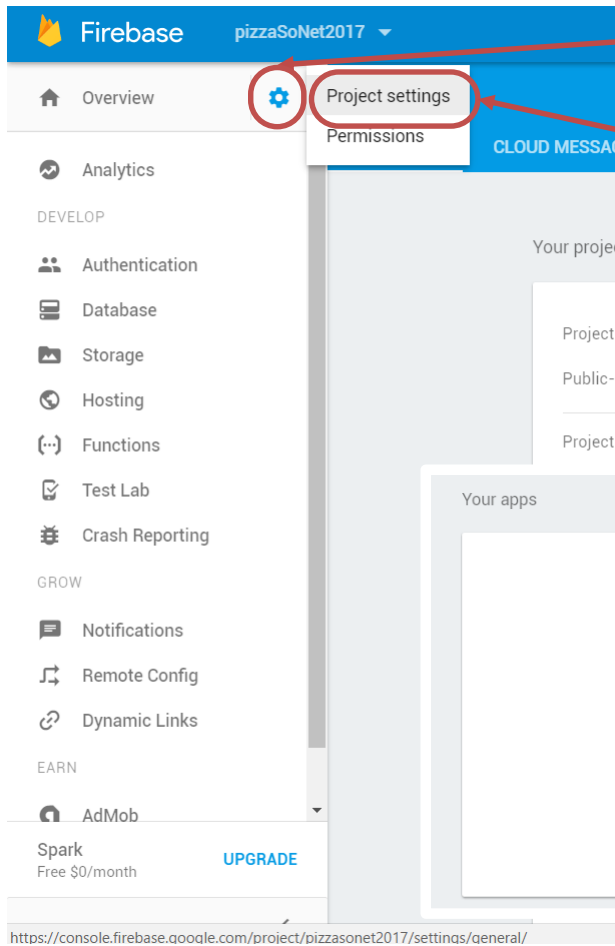 Firebase
pizzaSoNet2017
Overview
Project settings
Permissions
CLOUD MESSAG
Analytics
DEVELOP
Authentication
Database
Storage
Hosting
Functions
Test Lab
Crash Reporting
GROW
Notifications
Remote Config
Dynamic Links
EARN
AdMob
Spark
Free $0/month
UPGRADE
Your projec
Project
Public-
Project
Your apps
https://console.firebase.google.com/project/pizzasonet2017/settings/general/